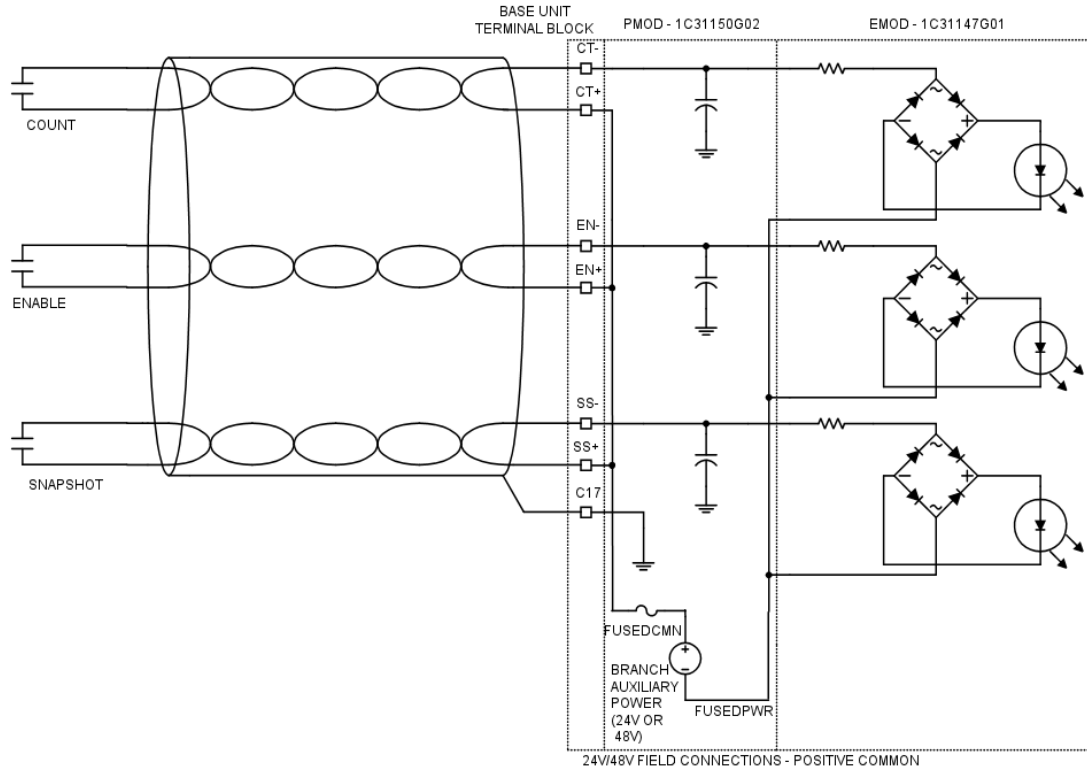 BASE UNIT
TERMINAL BLOCK
PMOD - 1C31150G02
EMOD - 1C31147G01
CT-
CT+
COUNT
~
- +
~
EN-
EN+
ENABLE
~
- +
~
SS-
SS+
SNAPSHOT
~
- +
~
C17
FUSEDCMN
+
-
BRANCH
AUXILIARY
POWER
(24V OR
48V)
FUSEDPWR
24V/48V FIELD CONNECTIONS - POSITIVE COMMON